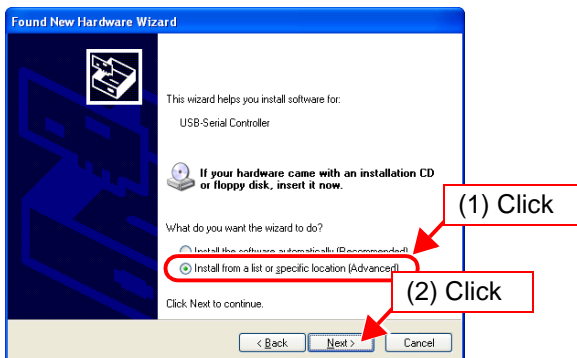 Found New Hardware Wizard
This wizard helps you install software for:
USB-Serial Controller
If your hardware came with an installation CD
or floppy disk, insert it now.
(1) Click
What do you want the wizard to do?
Install the software automatically (Recommended)
Install from a list or specific location (Advanced)
(2) Click
Click Next to continue.
< Back
Next >
Cancel